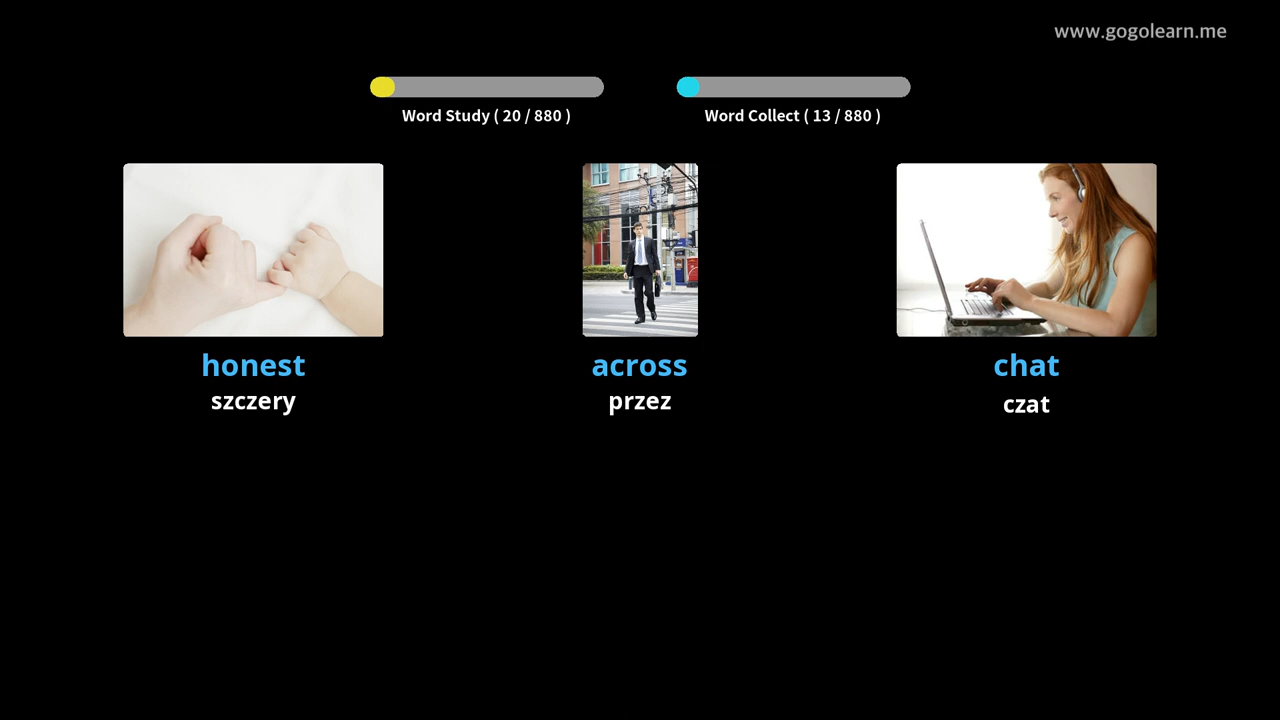 www.gogolearn.me
Word Study ( 20 / 880 )
Word Collect ( 13 / 880 )
honest
szczery
across
przez
chat
czat